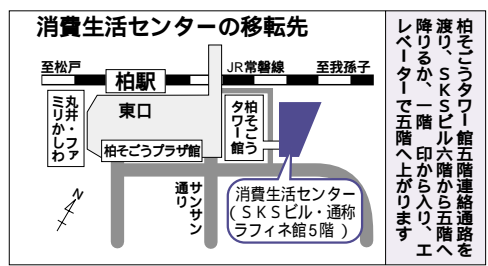 消費生活センターの移転先
至松戸
JR常磐線
至我孫子
柏駅
丸井・ファ
ミリかしわ
東口
柏そごう
タワー館
柏そごうプラザ館
サンサン
通り
N
消費生活センター
(SKSビル・通称
ラフィネ館5階)
柏そごうタワー館五階連絡通路を
渡り、SKSビル六階から五階へ
降りるか、一階 印から入り、エ
レベーターで五階へ上がります